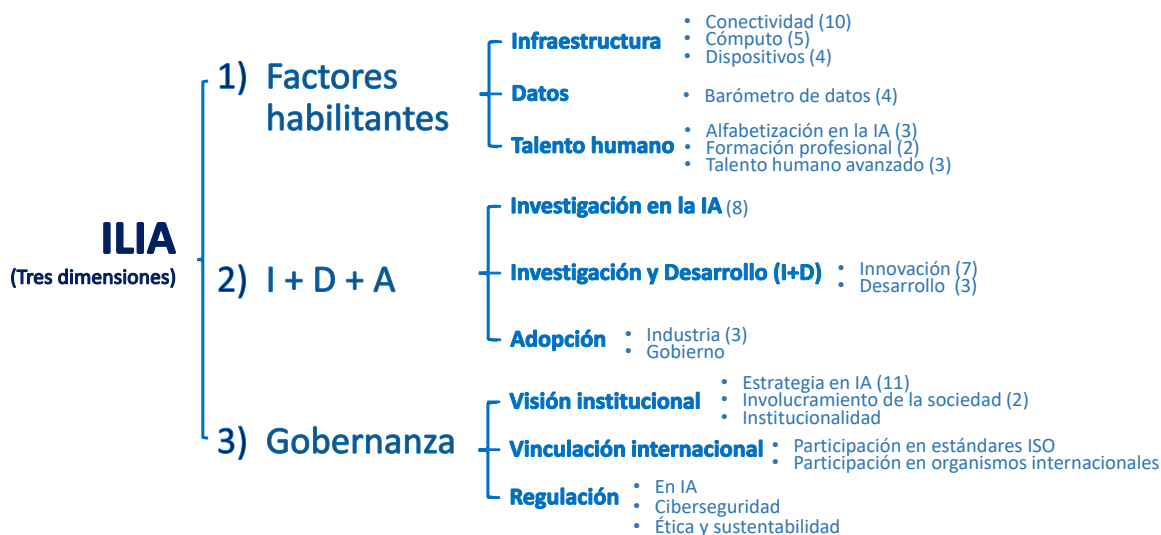 ILIA
(Tres dimensiones)
1) Factores
habilitantes
Infraestructura
• Conectividad (10)
• Cómputo (5)
• Dispositivos (4)
Datos
• Barómetro de datos (4)
Talento humano
• Alfabetización en la IA (3)
• Formación profesional (2)
• Talento humano avanzado (3)
2) I + D + A
Investigación en la IA (8)
Investigación y Desarrollo (I+D)
• Innovación (7)
• Desarrollo (3)
Adopción
• Industria (3)
• Gobierno
3) Gobernanza
Visión institucional
• Estrategia en IA (11)
• Involucramiento de la sociedad (2)
• Institucionalidad
Vinculación internacional
• Participación en estándares ISO
• Participación en organismos internacionales
Regulación
• En IA
• Ciberseguridad
• Ética y sustentabilidad